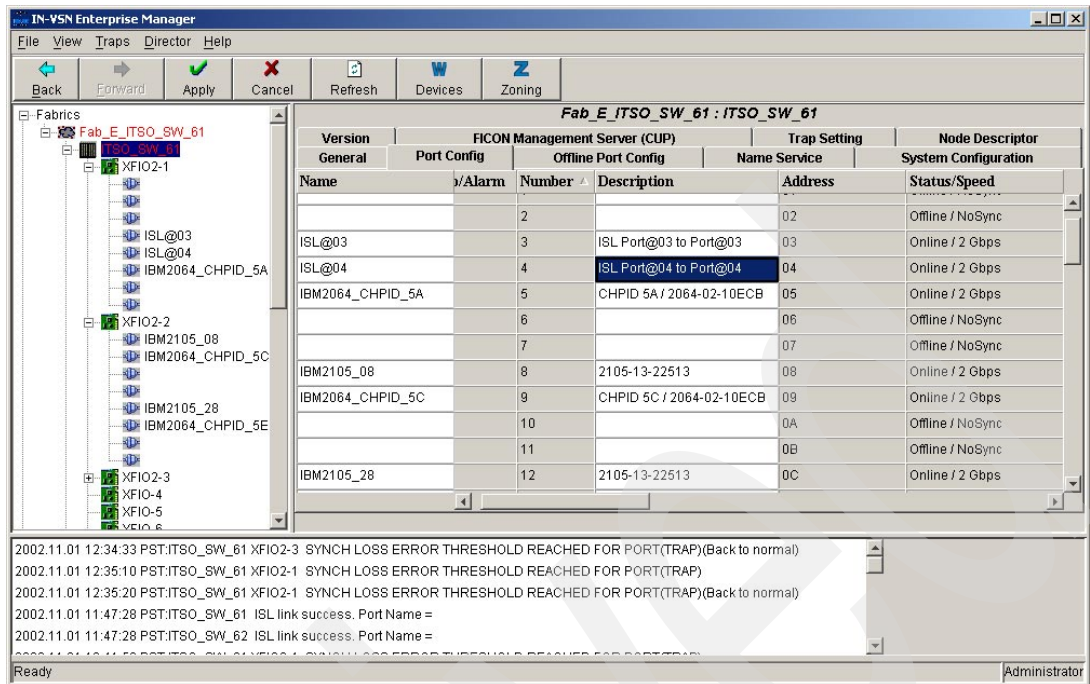 IN-VSN Enterprise Manager
File View Traps Director Help
Back Forward Apply Cancel Refresh Devices Zoning
Fabrics
Fab_E_ITSO_SW_61
ITSO_SW_61
XFIO2-1
ISL@03
ISL@04
IBM2064_CHPID_5A
XFIO2-2
IBM2105_08
IBM2064_CHPID_5C
IBM2105_28
IBM2064_CHPID_5E
XFIO2-3
XFIO-4
XFIO-5
XFIO-6
Fab_E_ITSO_SW_61 : ITSO_SW_61
Version FICON Management Server (CUP) Trap Setting Node Descriptor
General Port Config Offline Port Config Name Service System Configuration
Name o/Alarm Number Description Address Status/Speed
2 02 Offline / NoSync
ISL@03 3 ISL Port@03 to Port@03 03 Online / 2 Gbps
ISL@04 4 ISL Port@04 to Port@04 04 Online / 2 Gbps
IBM2064_CHPID_5A 5 CHPID 5A / 2064-02-10ECB 05 Online / 2 Gbps
6 06 Offline / NoSync
7 07 Offline / NoSync
IBM2105_08 8 2105-13-22513 08 Online / 2 Gbps
IBM2064_CHPID_5C 9 CHPID 5C / 2064-02-10ECB 09 Online / 2 Gbps
10 0A Offline / NoSync
11 0B Offline / NoSync
IBM2105_28 12 2105-13-22513 0C Online / 2 Gbps
2002.11.01 12:34:33 PST:ITSO_SW_61 XFIO2-3 SYNCH LOSS ERROR THRESHOLD REACHED FOR PORT(TRAP)(Back to normal)
2002.11.01 12:35:10 PST:ITSO_SW_61 XFIO2-1 SYNCH LOSS ERROR THRESHOLD REACHED FOR PORT(TRAP)
2002.11.01 12:35:20 PST:ITSO_SW_61 XFIO2-1 SYNCH LOSS ERROR THRESHOLD REACHED FOR PORT(TRAP)(Back to normal)
2002.11.01 11:47:28 PST:ITSO_SW_61 ISL link success. Port Name =
2002.11.01 11:47:28 PST:ITSO_SW_62 ISL link success. Port Name =
Ready Administrator